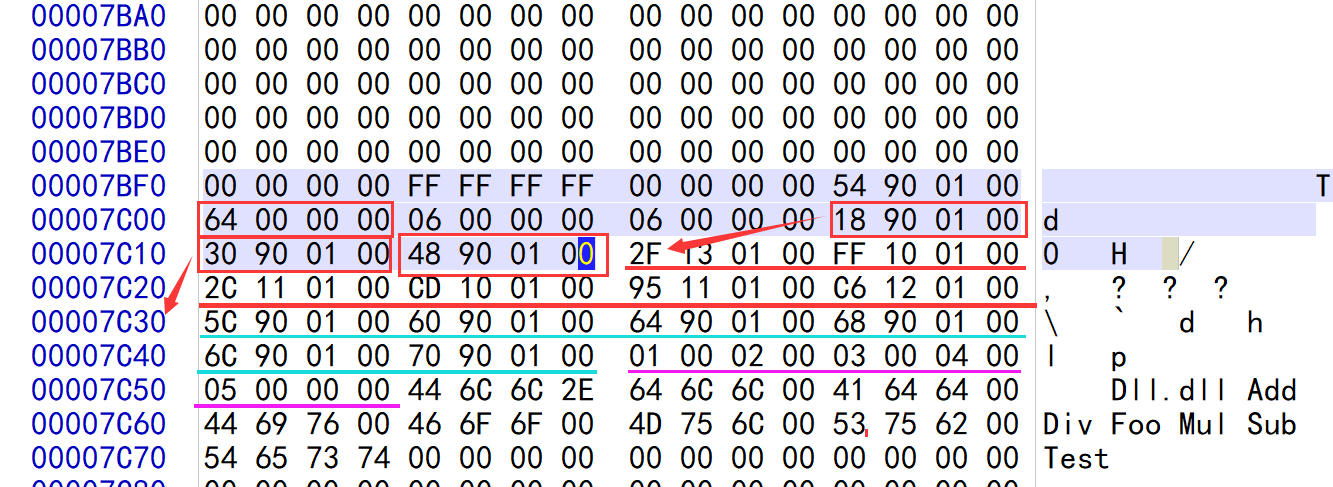 00007BA0 00 00 00 00 00 00 00 00 00 00 00 00 00 00 00 00
00007BB0 00 00 00 00 00 00 00 00 00 00 00 00 00 00 00 00
00007BC0 00 00 00 00 00 00 00 00 00 00 00 00 00 00 00 00
00007BD0 00 00 00 00 00 00 00 00 00 00 00 00 00 00 00 00
00007BE0 00 00 00 00 00 00 00 00 00 00 00 00 00 00 00 00
00007BF0 00 00 00 00 FF FF FF FF 00 00 00 00 54 90 01 00 T
00007C00 64 00 00 00 06 00 00 00 06 00 00 00 18 90 01 00 d
00007C10 30 90 01 00 48 90 01 00 2F 13 01 00 FF 10 01 00 0 H /
00007C20 2C 11 01 00 CD 10 01 00 95 11 01 00 C6 12 01 00 , ? ? ?
00007C30 5C 90 01 00 60 90 01 00 64 90 01 00 68 90 01 00 \ ` d h
00007C40 6C 90 01 00 70 90 01 00 01 00 02 00 03 00 04 00 l p
00007C50 05 00 00 00 44 6C 6C 2E 64 6C 6C 00 41 64 64 00 Dll.dll Add
00007C60 44 69 76 00 46 6F 6F 00 4D 75 6C 00 53 75 62 00 Div Foo Mul Sub
00007C70 54 65 73 74 00 00 00 00 00 00 00 00 00 00 00 00 Test